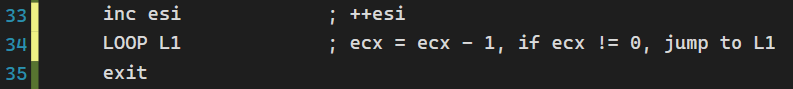 33 inc esi ; ++esi
34 LOOP L1 ; ecx = ecx - 1, if ecx != 0, jump to L1
35 exit